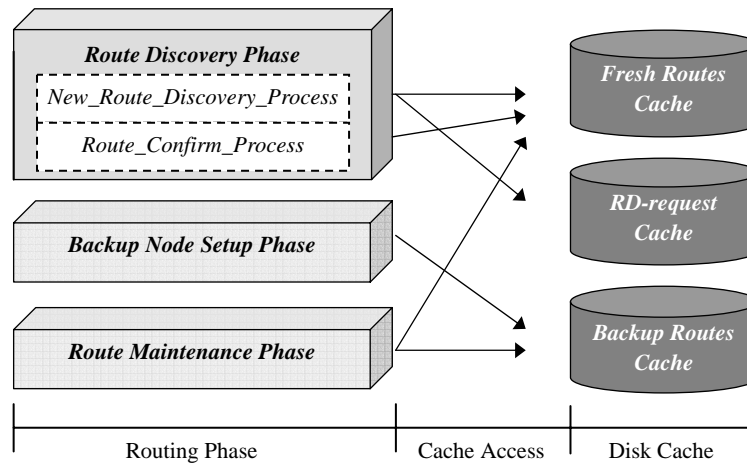 Route Discovery Phase
New_Route_Discovery_Process
Route_Confirm_Process
Backup Node Setup Phase
Route Maintenance Phase
Fresh Routes
Cache
RD-request
Cache
Backup Routes
Cache
Routing Phase
Cache Access
Disk Cache